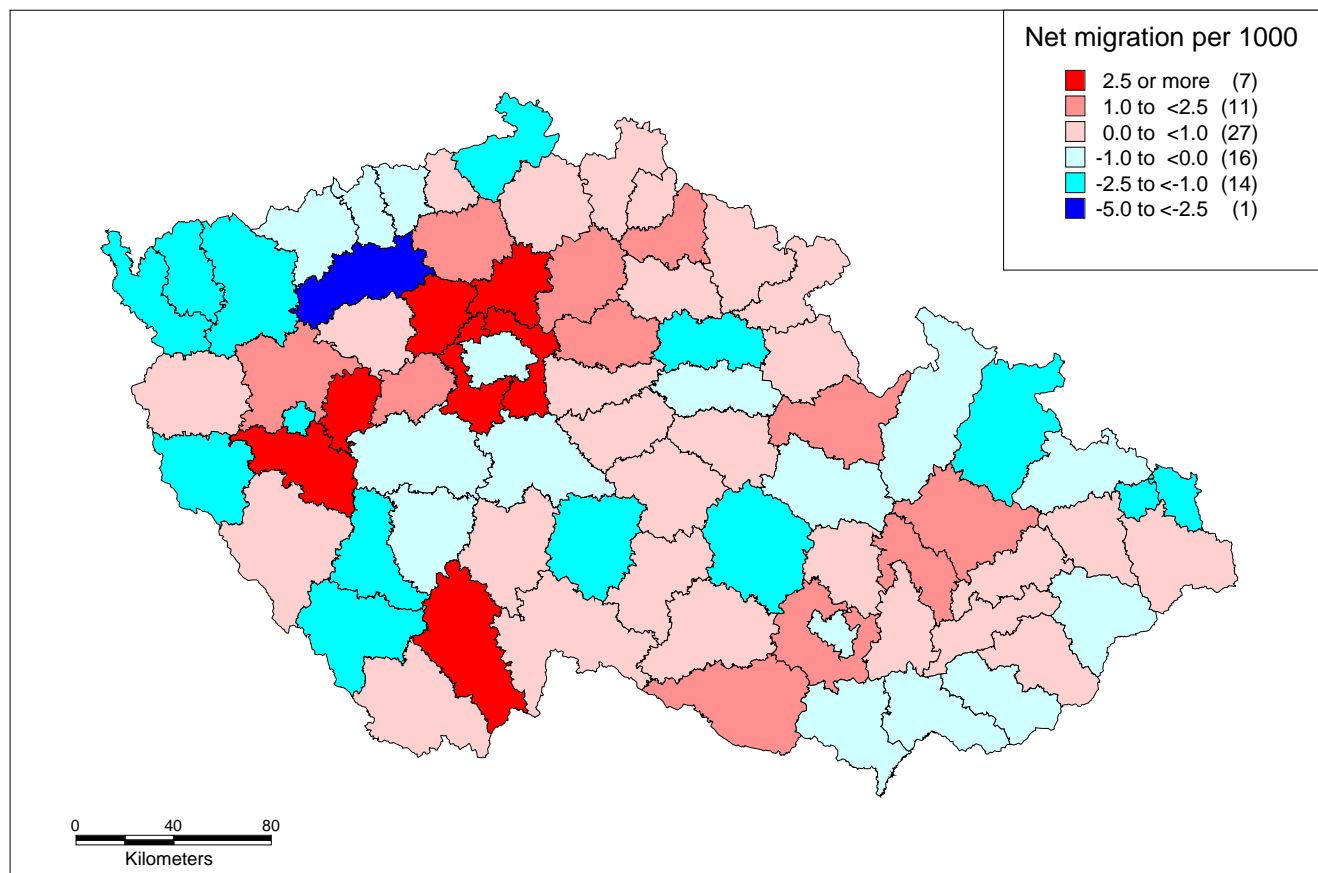 Net migration per 1000
2.5 or more (7)
1.0 to <2.5 (11)
0.0 to <1.0 (27)
-1.0 to <0.0 (16)
-2.5 to <-1.0 (14)
-5.0 to <-2.5 (1)
0 40 80
Kilometers